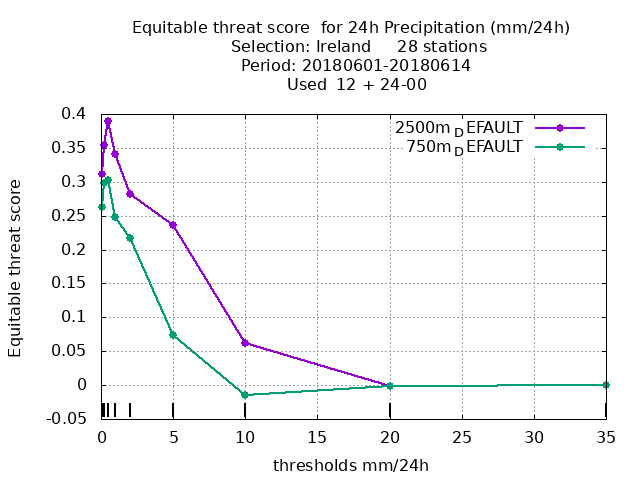 Equitable threat score  for 24h Precipitation (mm/24h)
Selection: Ireland     28 stations
Period: 20180601-20180614
Used  12 + 24-00
2500m_DEFAULT
750m_DEFAULT
Equitable threat score
0.4
0.35
0.3
0.25
0.2
0.15
0.1
0.05
0
-0.05
0 5 10 15 20 25 30 35
thresholds mm/24h